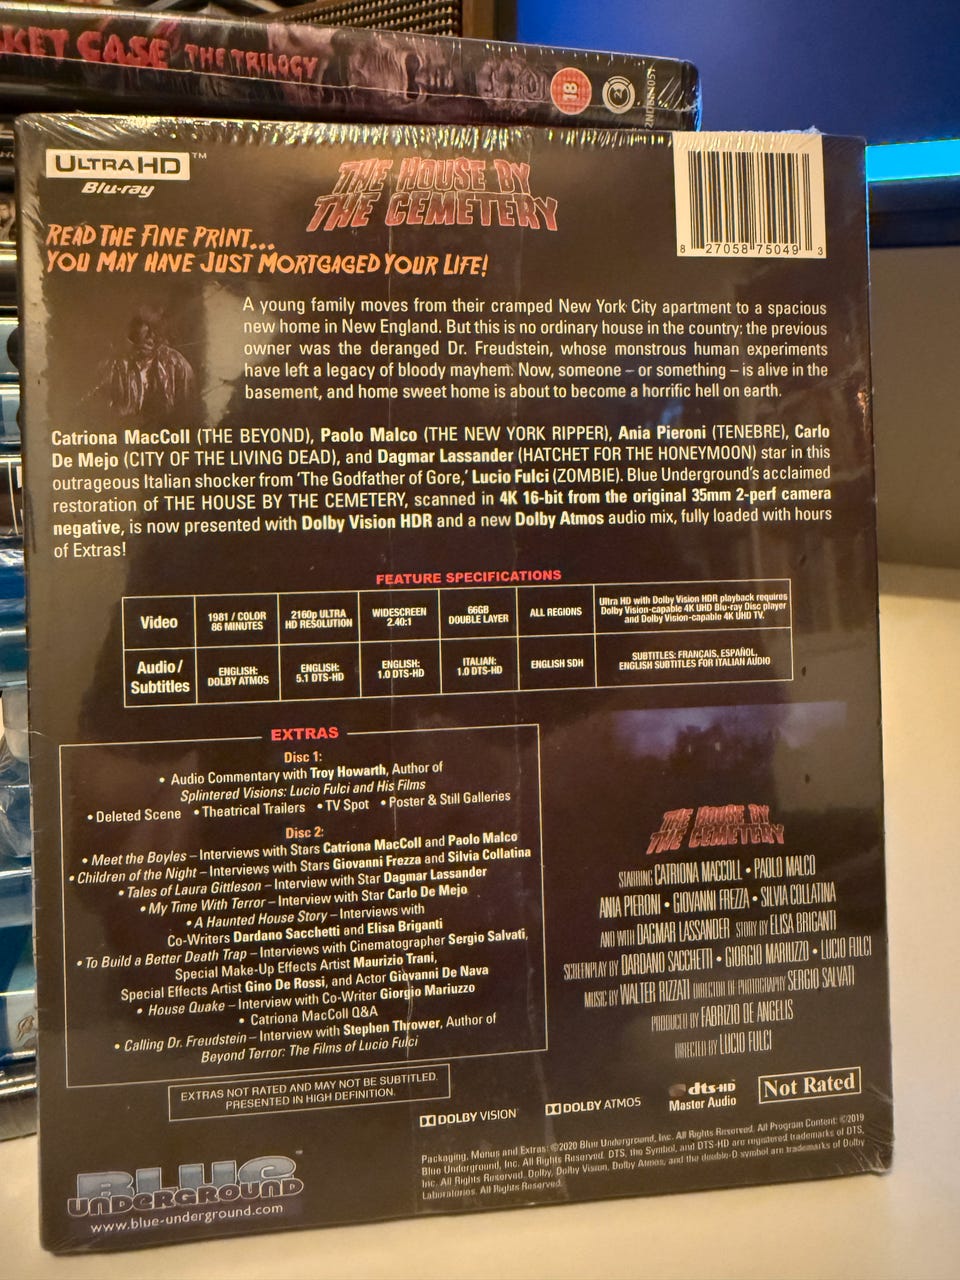 KET CASE THE TRILOGY
18
ULTRA HD™
Blu-ray
THE HOUSE BY
THE CEMETERY
8 27058 75049 3
READ THE FINE PRINT...
YOU MAY HAVE JUST MORTGAGED YOUR LIFE!
A young family moves from their cramped New York City apartment to a spacious
new home in New England. But this is no ordinary house in the country: the previous
owner was the deranged Dr. Freudstein, whose monstrous human experiments
have left a legacy of bloody mayhem. Now, someone – or something – is alive in the
basement, and home sweet home is about to become a horrific hell on earth.
Catriona MacColl (THE BEYOND), Paolo Malco (THE NEW YORK RIPPER), Ania Pieroni (TENEBRE), Carlo
De Mejo (CITY OF THE LIVING DEAD), and Dagmar Lassander (HATCHET FOR THE HONEYMOON) star in this
outrageous Italian shocker from 'The Godfather of Gore,' Lucio Fulci (ZOMBIE). Blue Underground's acclaimed
restoration of THE HOUSE BY THE CEMETERY, scanned in 4K 16-bit from the original 35mm 2-perf camera
negative, is now presented with Dolby Vision HDR and a new Dolby Atmos audio mix, fully loaded with hours
of Extras!
FEATURE SPECIFICATIONS
Video
1981 / COLOR
86 MINUTES
2160p ULTRA
HD RESOLUTION
WIDESCREEN
2.40:1
66GB
DOUBLE LAYER
ALL REGIONS
Ultra HD with Dolby Vision HDR playback requires
Dolby Vision-capable 4K UHD Blu-ray Disc player
and Dolby Vision-capable 4K UHD TV.
Audio/
Subtitles
ENGLISH:
DOLBY ATMOS
ENGLISH:
5.1 DTS-HD
ENGLISH:
1.0 DTS-HD
ITALIAN:
1.0 DTS-HD
ENGLISH SDH
SUBTITLES: FRANÇAIS, ESPAÑOL,
ENGLISH SUBTITLES FOR ITALIAN AUDIO
EXTRAS
Disc 1:
• Audio Commentary with Troy Howarth, Author of
Splintered Visions: Lucio Fulci and His Films
• Deleted Scene • Theatrical Trailers • TV Spot • Poster & Still Galleries
Disc 2:
• Meet the Boyles – Interviews with Stars Catriona MacColl and Paolo Malco
• Children of the Night – Interviews with Stars Giovanni Frezza and Silvia Collatina
• Tales of Laura Gittleson – Interview with Star Dagmar Lassander
• My Time With Terror – Interview with Star Carlo De Mejo
• A Haunted House Story – Interviews with
Co-Writers Dardano Sacchetti and Elisa Briganti
• To Build a Better Death Trap – Interviews with Cinematographer Sergio Salvati,
Special Make-Up Effects Artist Maurizio Trani,
Special Effects Artist Gino De Rossi, and Actor Giovanni De Nava
• House Quake – Interview with Co-Writer Giorgio Mariuzzo
• Catriona MacColl Q&A
• Calling Dr. Freudstein – Interview with Stephen Thrower, Author of
Beyond Terror: The Films of Lucio Fulci
EXTRAS NOT RATED AND MAY NOT BE SUBTITLED.
PRESENTED IN HIGH DEFINITION.
THE HOUSE BY
THE CEMETERY
STARRING CATRIONA MACCOLL • PAOLO MALCO
ANIA PIERONI • GIOVANNI FREZZA • SILVIA COLLATINA
AND WITH DAGMAR LASSANDER STORY BY ELISA BRIGANTI
SCREENPLAY BY DARDANO SACCHETTI • GIORGIO MARIUZZO • LUCIO FULCI
MUSIC BY WALTER RIZZATI DIRECTOR OF PHOTOGRAPHY SERGIO SALVATI
PRODUCED BY FABRIZIO DE ANGELIS
DIRECTED BY LUCIO FULCI
DOLBY VISION™
DOLBY ATMOS
dts-HD
Master Audio
Not Rated
Packaging, Menus and Extras: ©2020 Blue Underground, Inc. All Rights Reserved. All Program Content: ©2019
Blue Underground, Inc. All Rights Reserved. DTS, the Symbol, and DTS-HD are registered trademarks of DTS,
Inc. All Rights Reserved. Dolby, Dolby Vision, Dolby Atmos, and the double-D symbol are trademarks of Dolby
Laboratories. All Rights Reserved.
BLUE
UNDERGROUND™
www.blue-underground.com